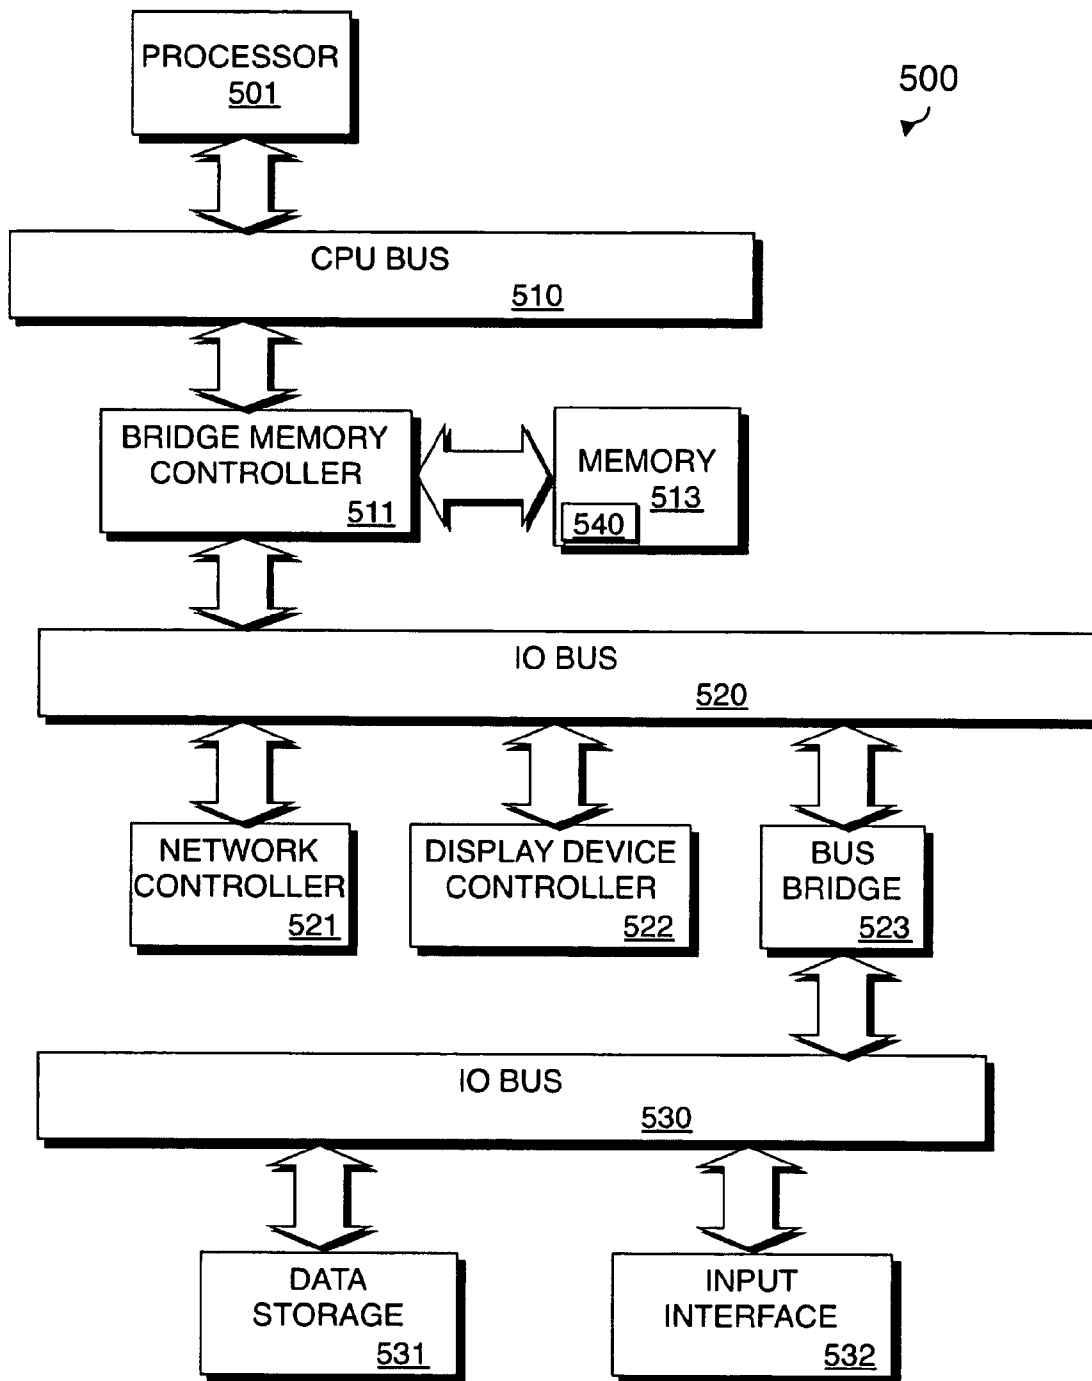 PROCESSOR
501
500
CPU BUS
510
BRIDGE MEMORY
CONTROLLER
511
MEMORY
513
540
IO BUS
520
NETWORK
CONTROLLER
521
DISPLAY DEVICE
CONTROLLER
522
BUS
BRIDGE
523
IO BUS
530
DATA
STORAGE
531
INPUT
INTERFACE
532